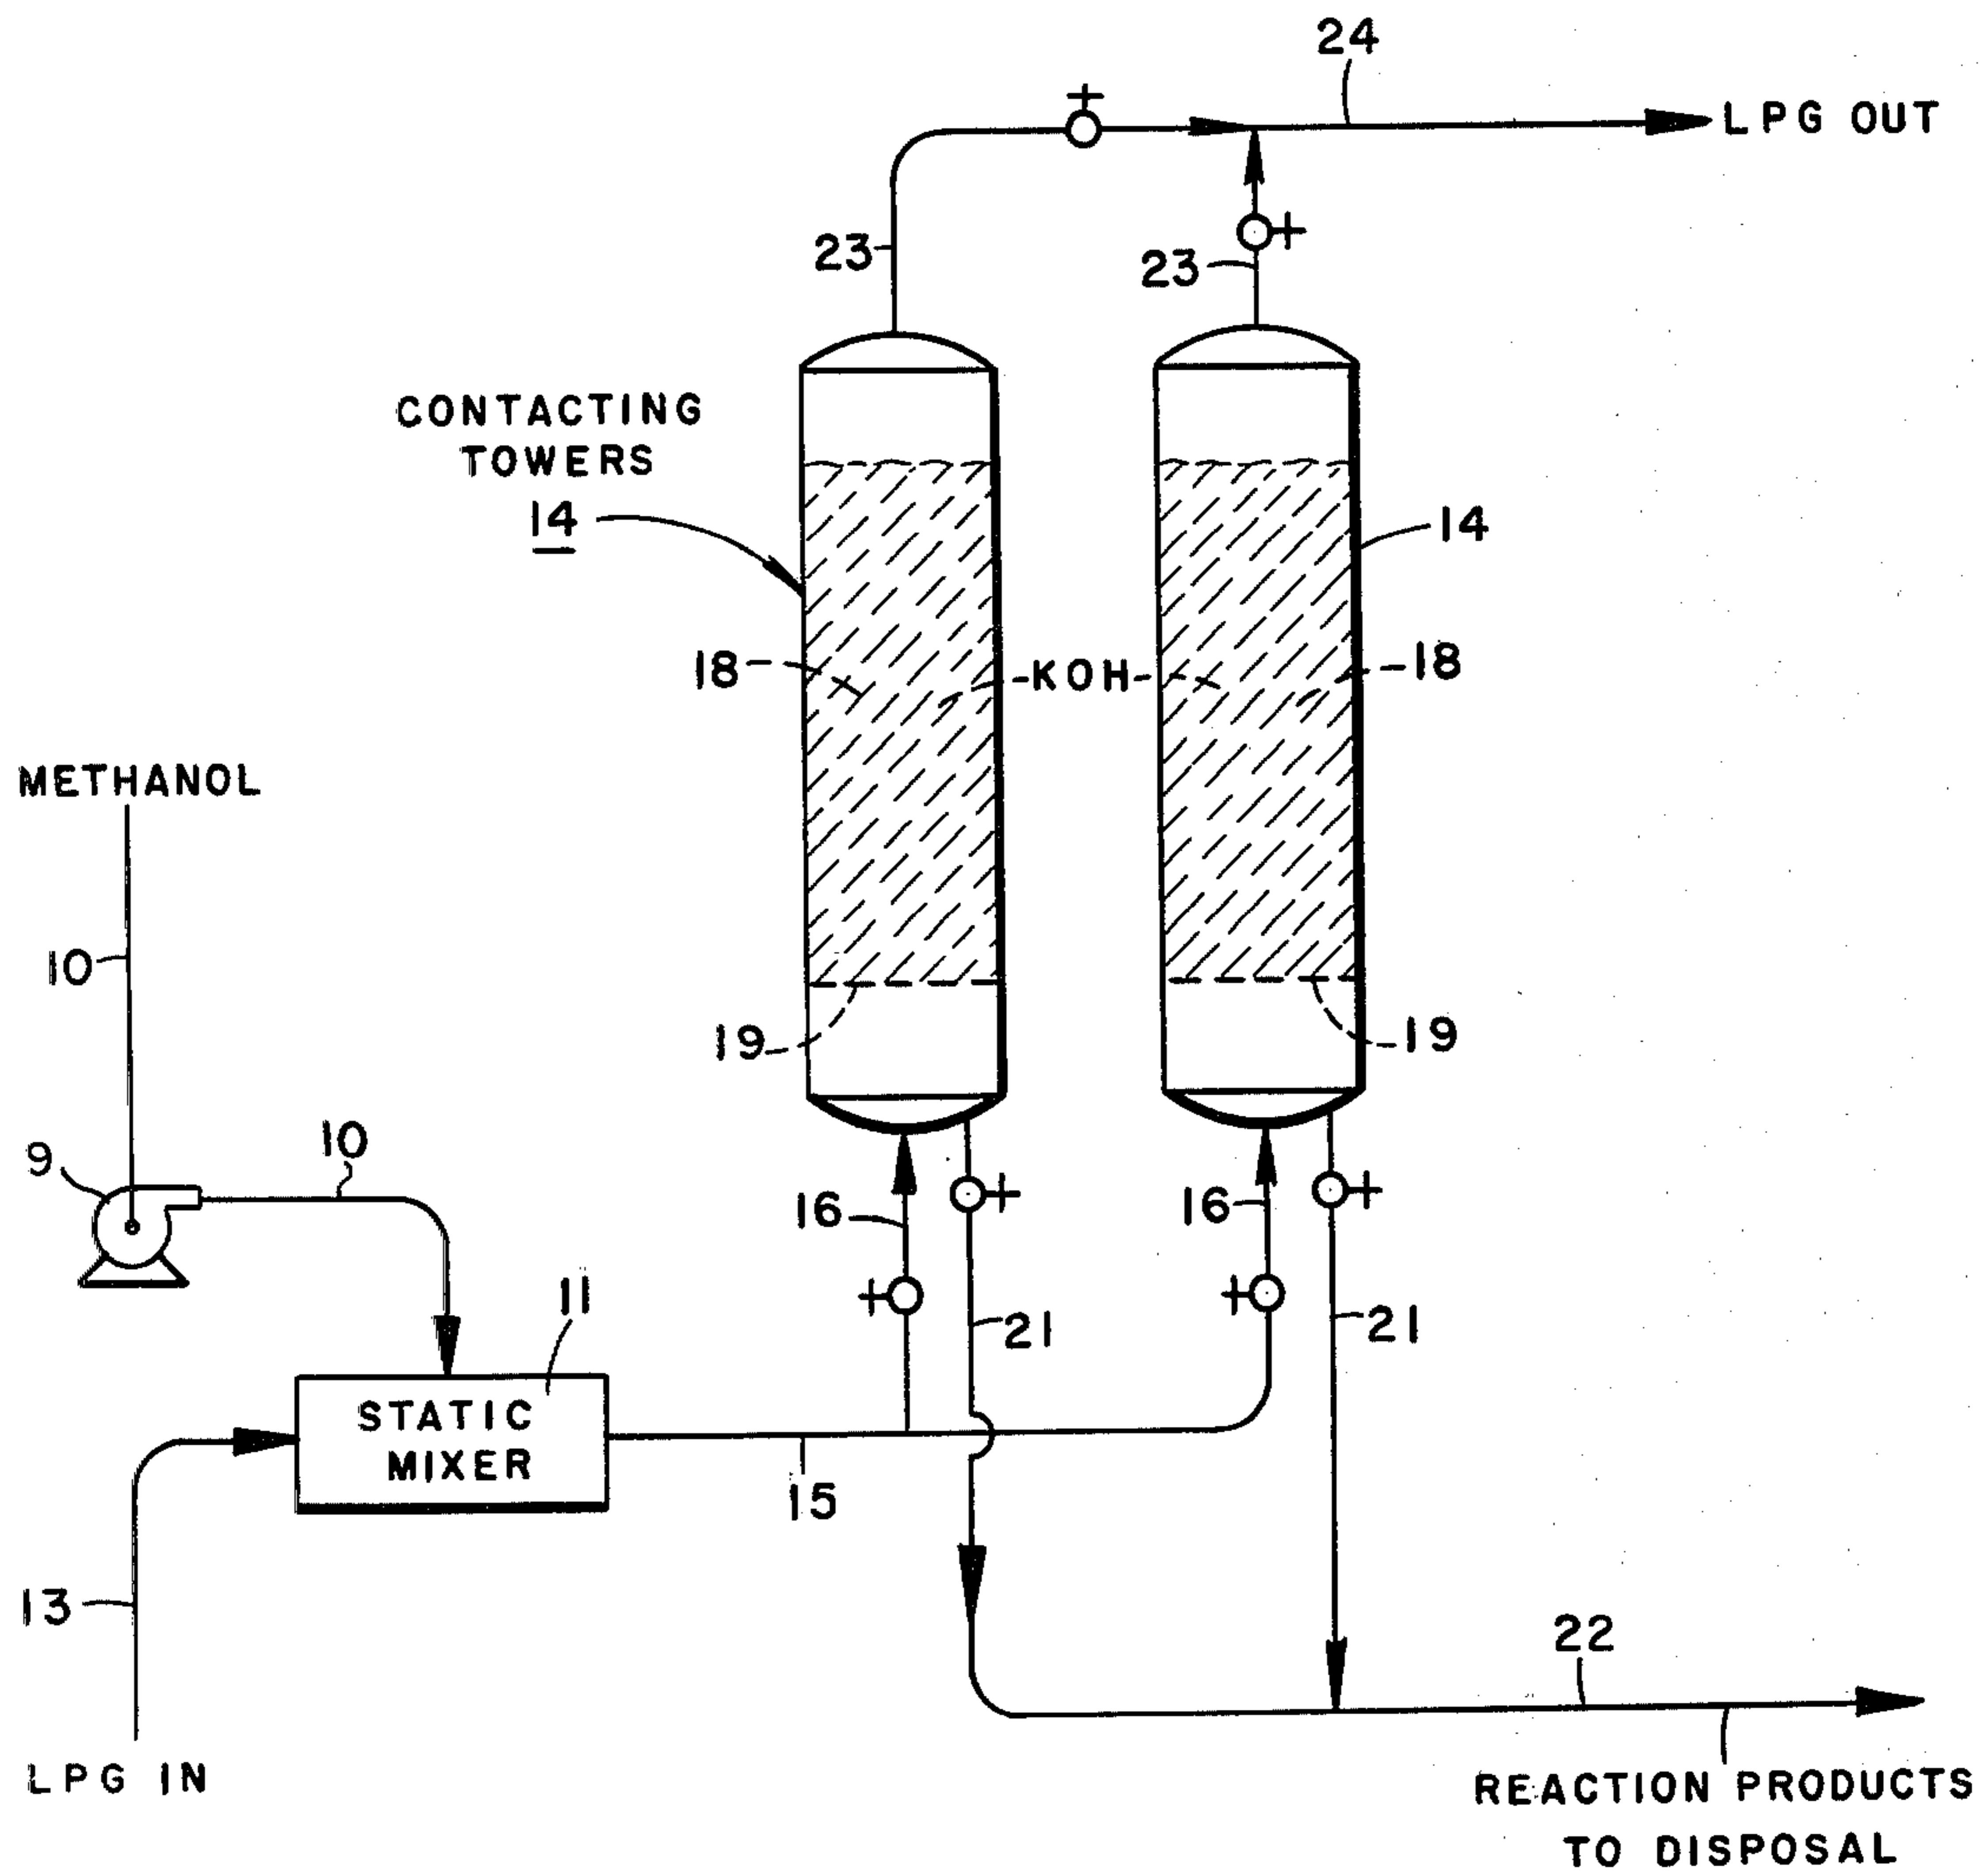 24
LPG OUT
23
23
CONTACTING
TOWERS
14
14
18
-KOH-
18
METHANOL
10
19
19
9
10
16
16
11
21
21
STATIC
MIXER
15
13
22
LPG IN
REACTION PRODUCTS
TO DISPOSAL